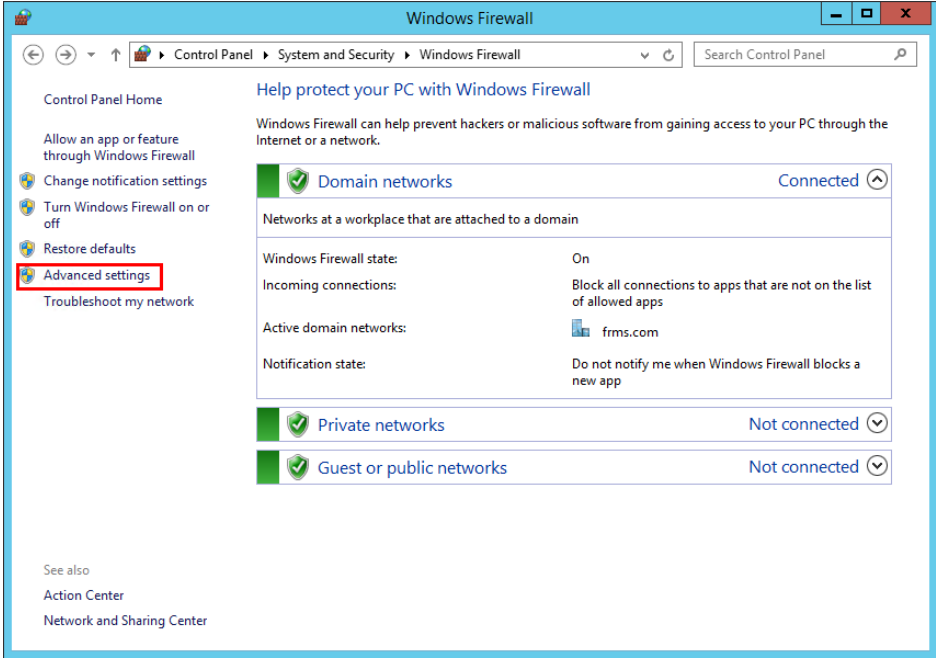 Windows Firewall
Control Panel System and Security Windows Firewall
Search Control Panel
Control Panel Home
Allow an app or feature
through Windows Firewall
Change notification settings
Turn Windows Firewall on or
off
Restore defaults
Advanced settings
Troubleshoot my network
Help protect your PC with Windows Firewall
Windows Firewall can help prevent hackers or malicious software from gaining access to your PC through the
Internet or a network.
Domain networks Connected
Networks at a workplace that are attached to a domain
Windows Firewall state: On
Incoming connections: Block all connections to apps that are not on the list
of allowed apps
Active domain networks: frms.com
Notification state: Do not notify me when Windows Firewall blocks a
new app
Private networks Not connected
Guest or public networks Not connected
See also
Action Center
Network and Sharing Center